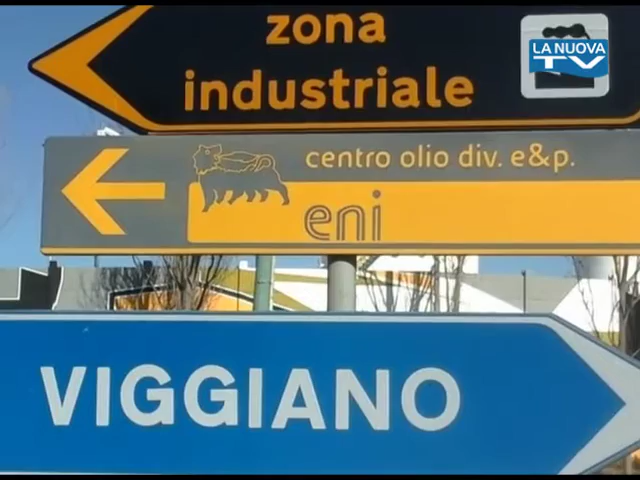 zona
industriale
LA NUOVA
TV
centro olio div. e&p.
eni
VIGGIANO